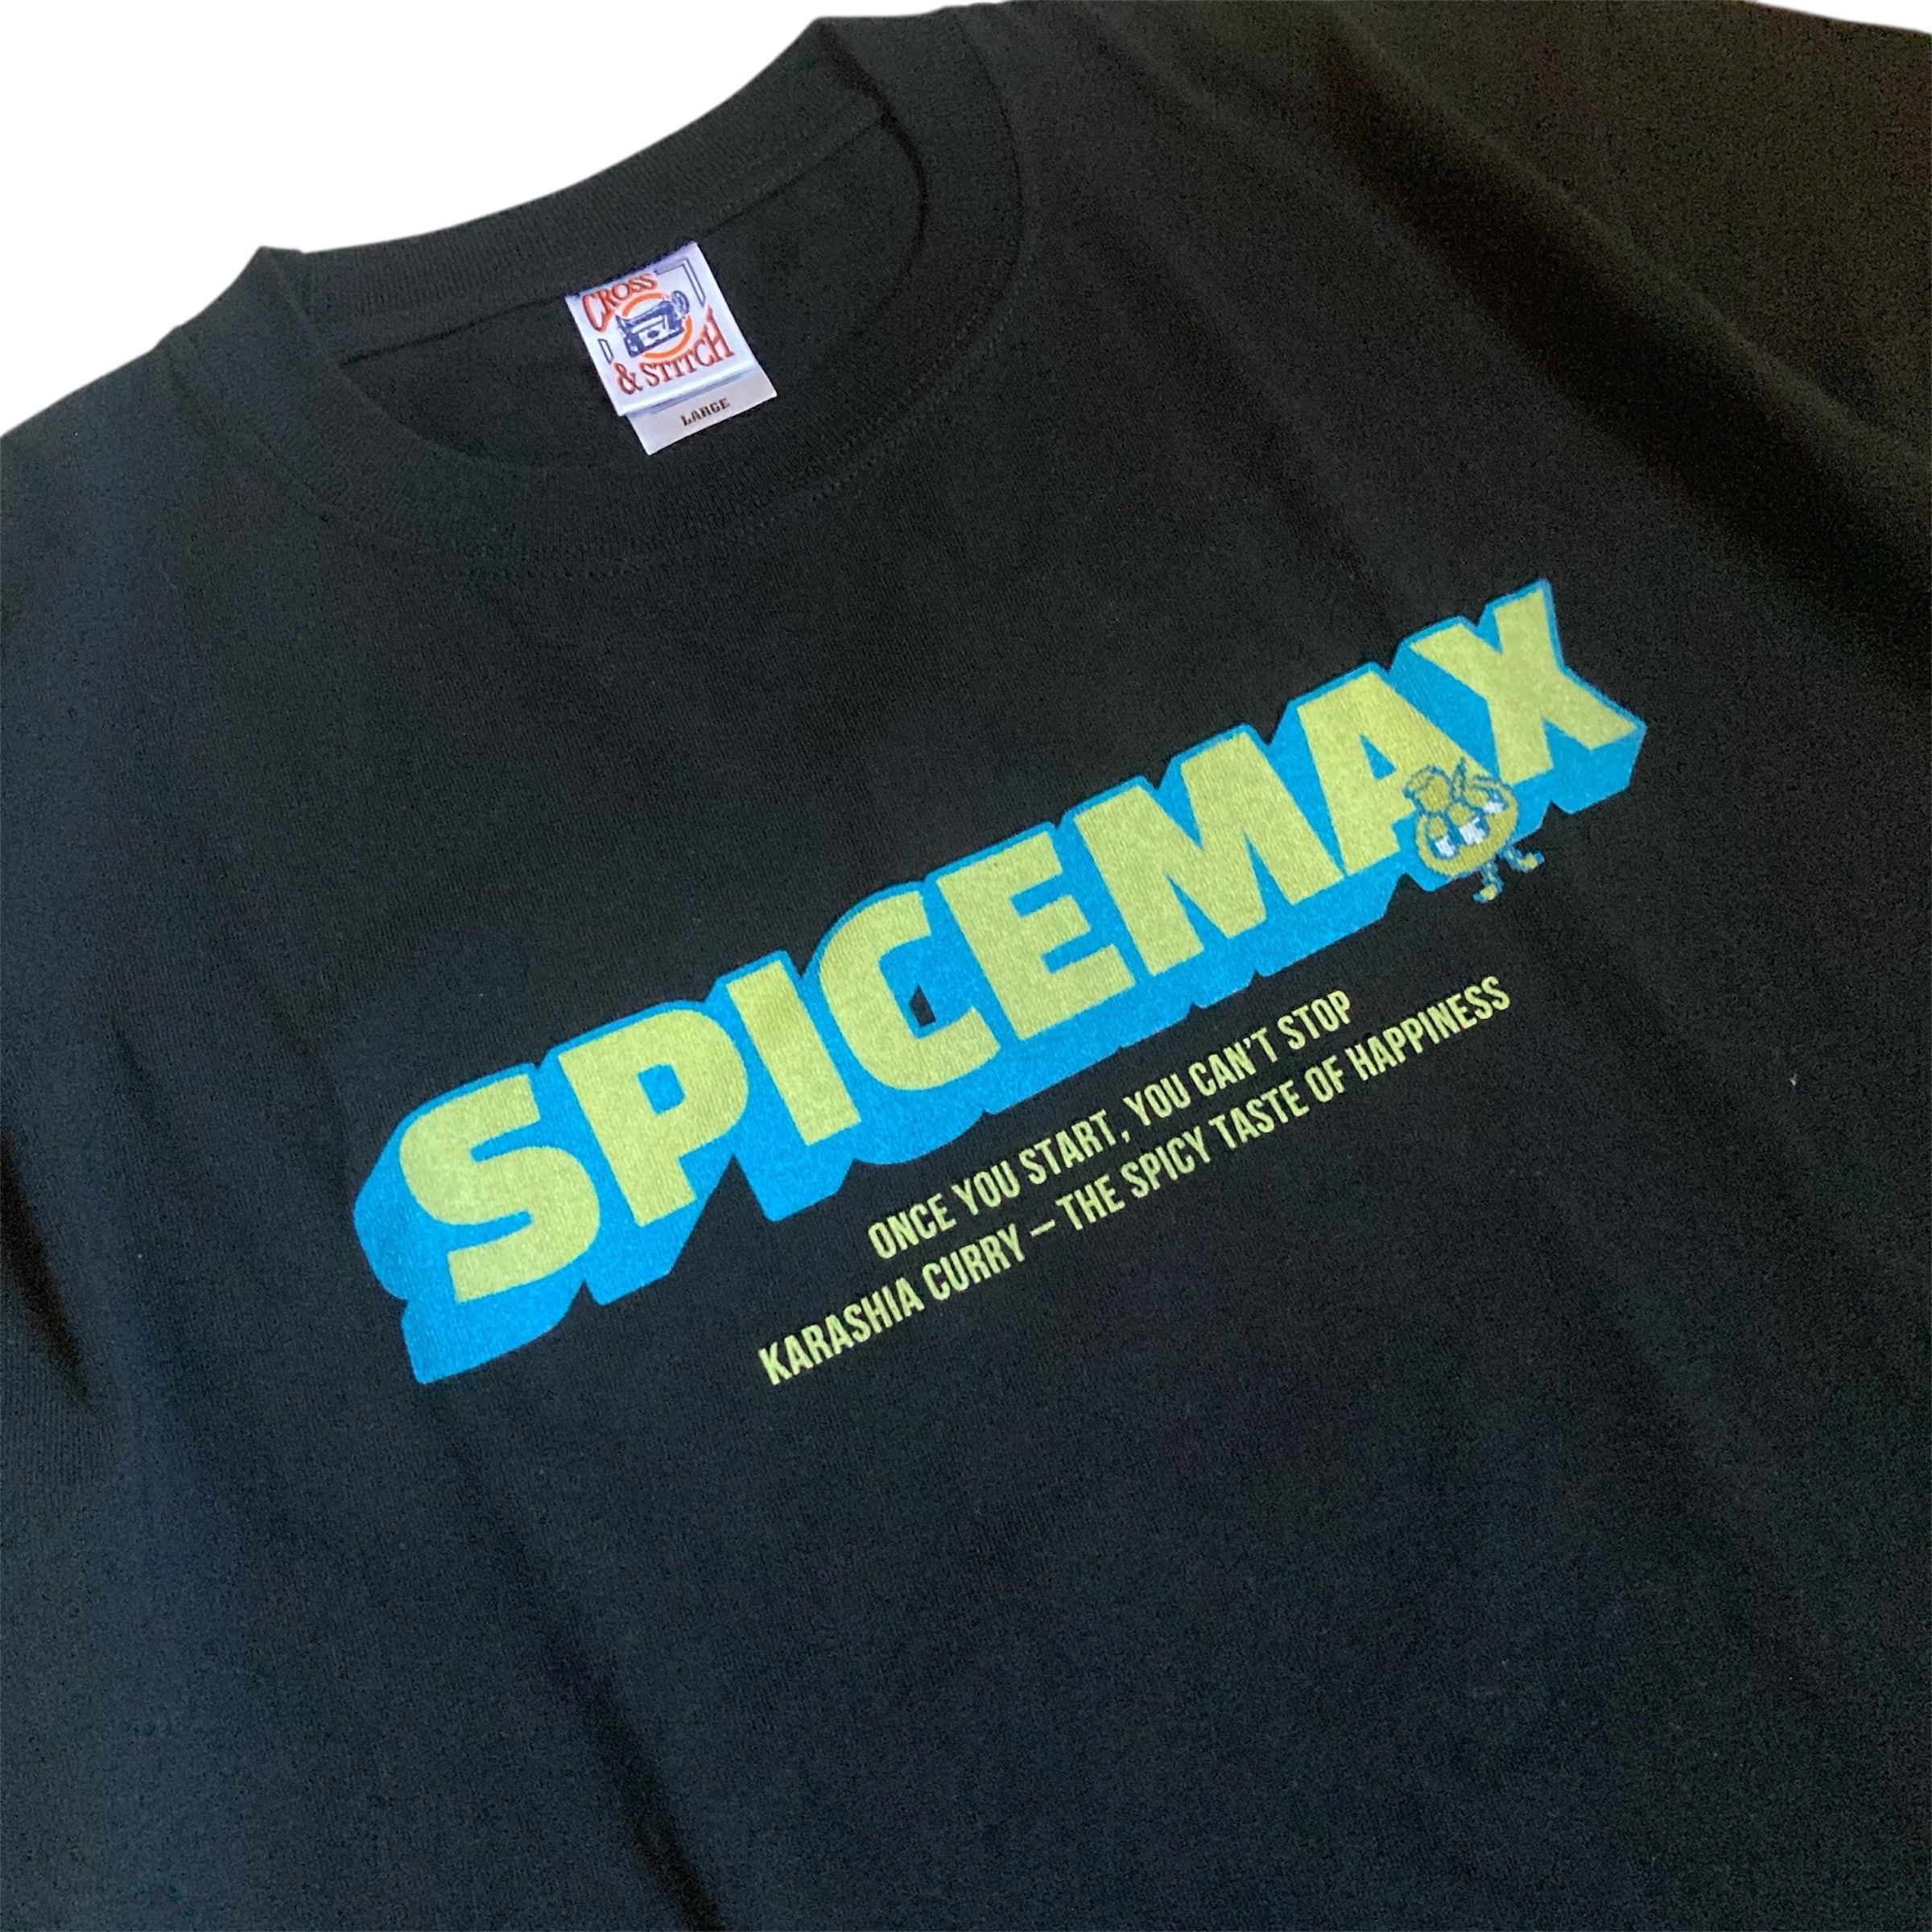 CROSS
& STITCH
LARGE
SPICEMAX
ONCE YOU START, YOU CAN'T STOP
KARASHIA CURRY – THE SPICY TASTE OF HAPPINESS